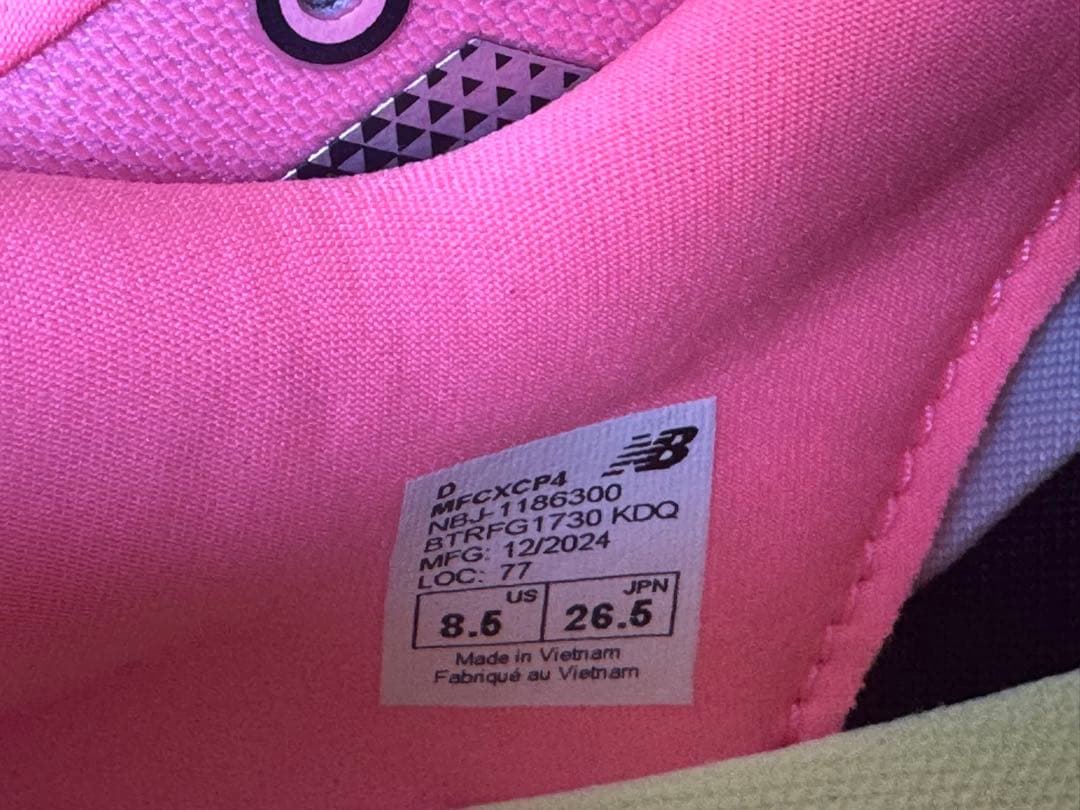 D
MFCXCP4
NBJ-1186300
BTRFG1730 KDQ
MFG: 12/2024
LOC: 77
US JPN
8.5 26.5
Made in Vietnam
Fabriqué au Vietnam